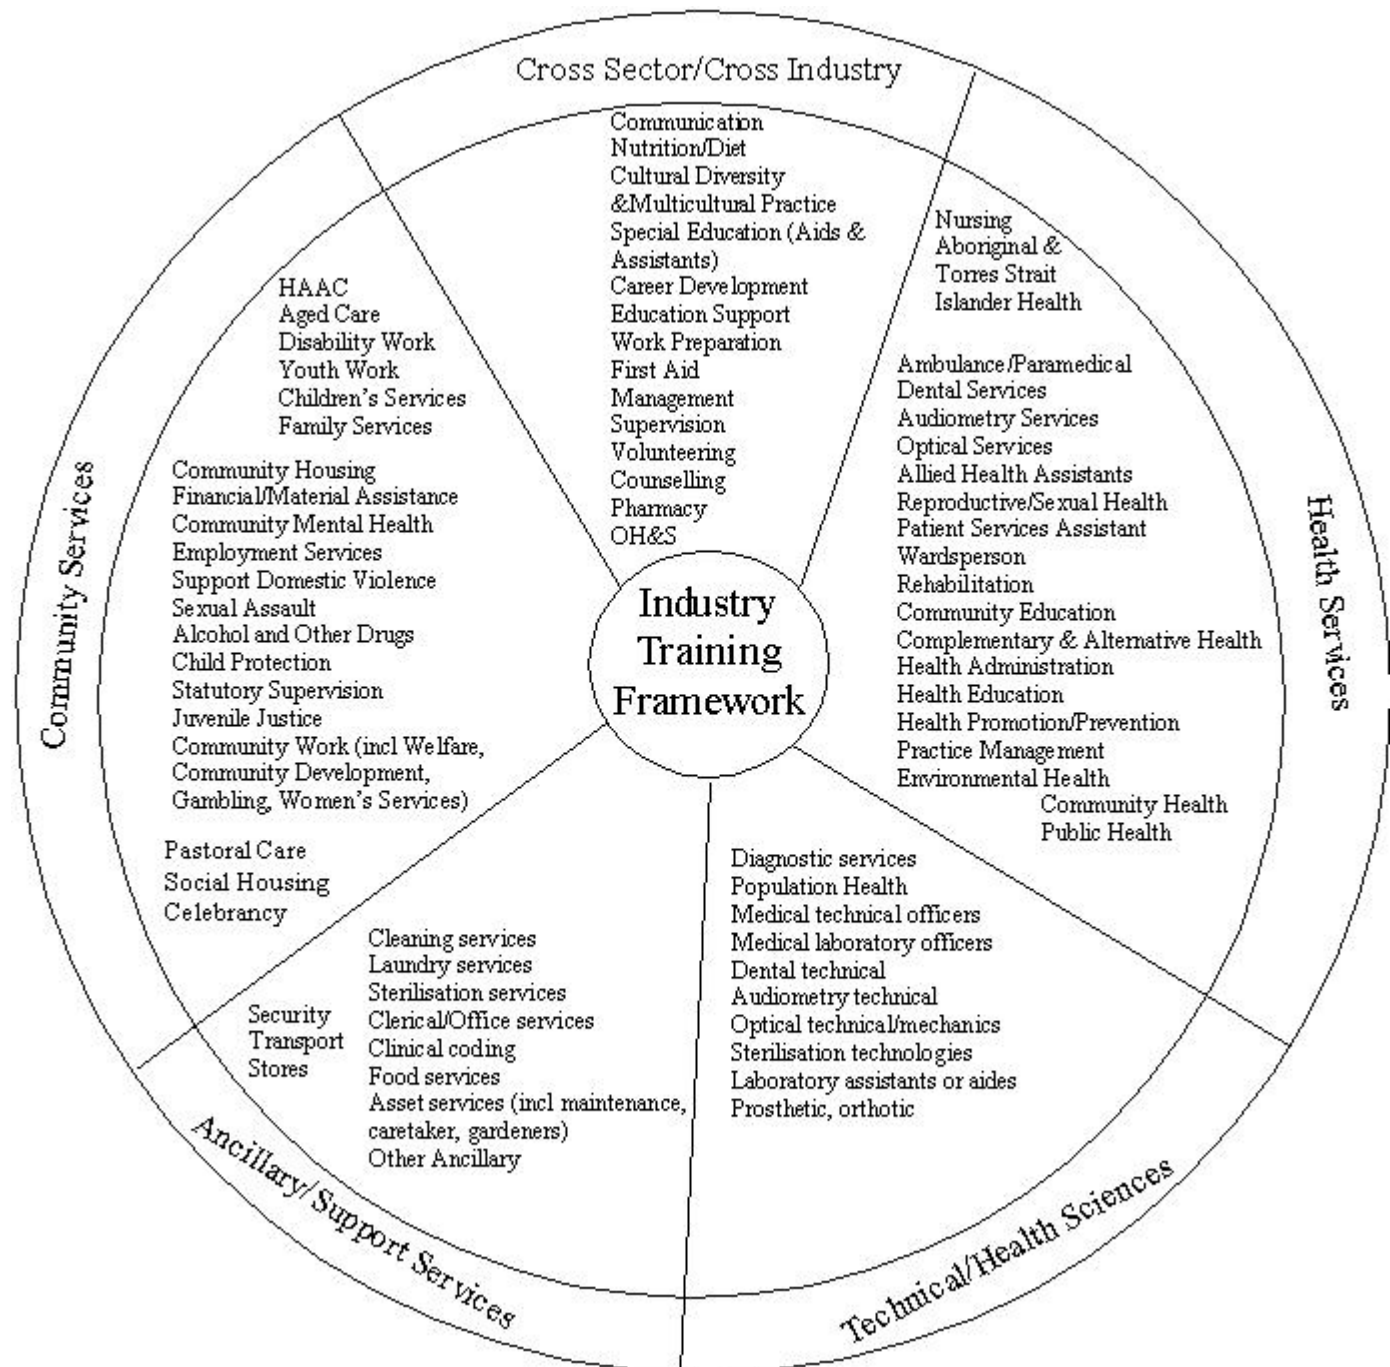 Cross Sector/Cross Industry
Communication
Nutrition/Diet
Cultural Diversity
&Multicultural Practice
Special Education (Aids &
Assistants)
Career Development
Education Support
Work Preparation
First Aid
Management
Supervision
Volunteering
Counselling
Pharmacy
OH&S
Health Services
Nursing
Aboriginal &
Torres Strait
Islander Health
Ambulance/Paramedical
Dental Services
Audiometry Services
Optical Services
Allied Health Assistants
Reproductive/Sexual Health
Patient Services Assistant
Wardsperson
Rehabilitation
Community Education
Complementary & Alternative Health
Health Administration
Health Education
Health Promotion/Prevention
Practice Management
Environmental Health
Community Health
Public Health
Technical/Health Sciences
Diagnostic services
Population Health
Medical technical officers
Medical laboratory officers
Dental technical
Audiometry technical
Optical technical/mechanics
Sterilisation technologies
Laboratory assistants or aides
Prosthetic, orthotic
Ancillary/Support Services
Cleaning services
Laundry services
Sterilisation services
Clerical/Office services
Clinical coding
Food services
Asset services (incl maintenance,
caretaker, gardeners)
Other Ancillary
Security
Transport
Stores
Community Services
HAAC
Aged Care
Disability Work
Youth Work
Children's Services
Family Services
Community Housing
Financial/Material Assistance
Community Mental Health
Employment Services
Support Domestic Violence
Sexual Assault
Alcohol and Other Drugs
Child Protection
Statutory Supervision
Juvenile Justice
Community Work (incl Welfare,
Community Development,
Gambling, Women's Services)
Pastoral Care
Social Housing
Celebrancy
Industry
Training
Framework